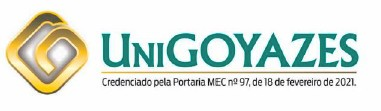 UNIGOYAZES
Credenciado pela Portaria MEC nº 97, de 18 de fevereiro de 2021.